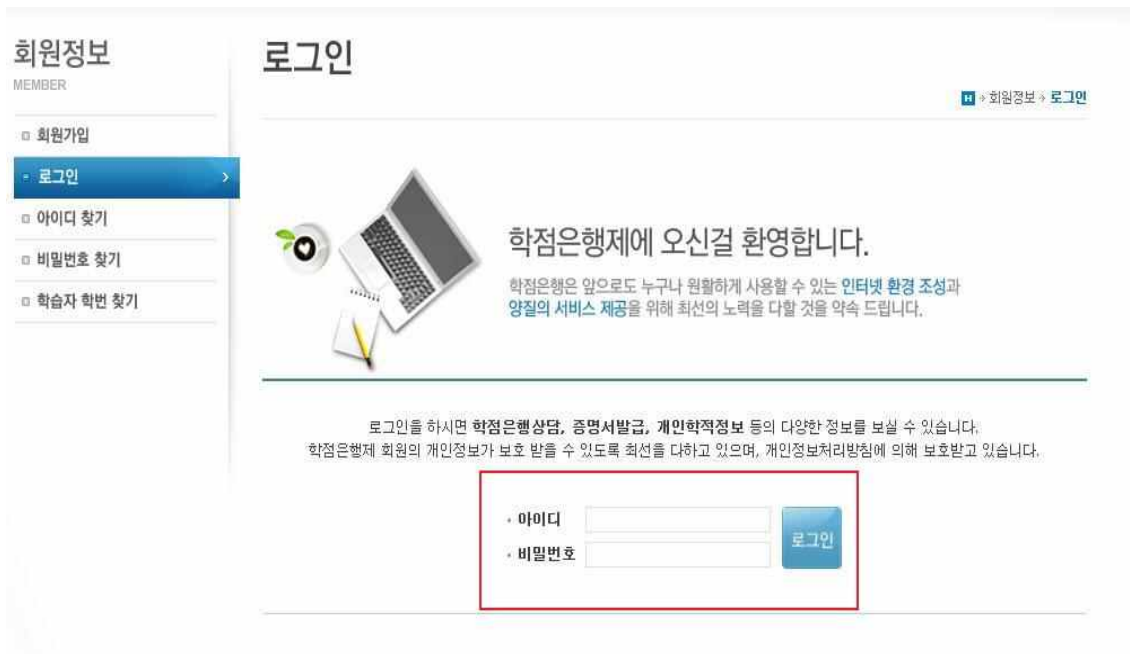 회원정보
MEMBER
회원가입
로그인
아이디 찾기
비밀번호 찾기
학습자 학번 찾기
로그인
H 회원정보 로그인
학점은행제에 오신걸 환영합니다.
학점은행은 앞으로도 누구나 원활하게 사용할 수 있는 인터넷 환경 조성과
양질의 서비스 제공을 위해 최선의 노력을 다할 것을 약속 드립니다.
로그인을 하시면 학점은행상담, 증명서발급, 개인학적정보 등의 다양한 정보를 보실 수 있습니다.
학점은행제 회원의 개인정보가 보호 받을 수 있도록 최선을 다하고 있으며, 개인정보처리방침에 의해 보호받고 있습니다.
아이디
비밀번호
로그인